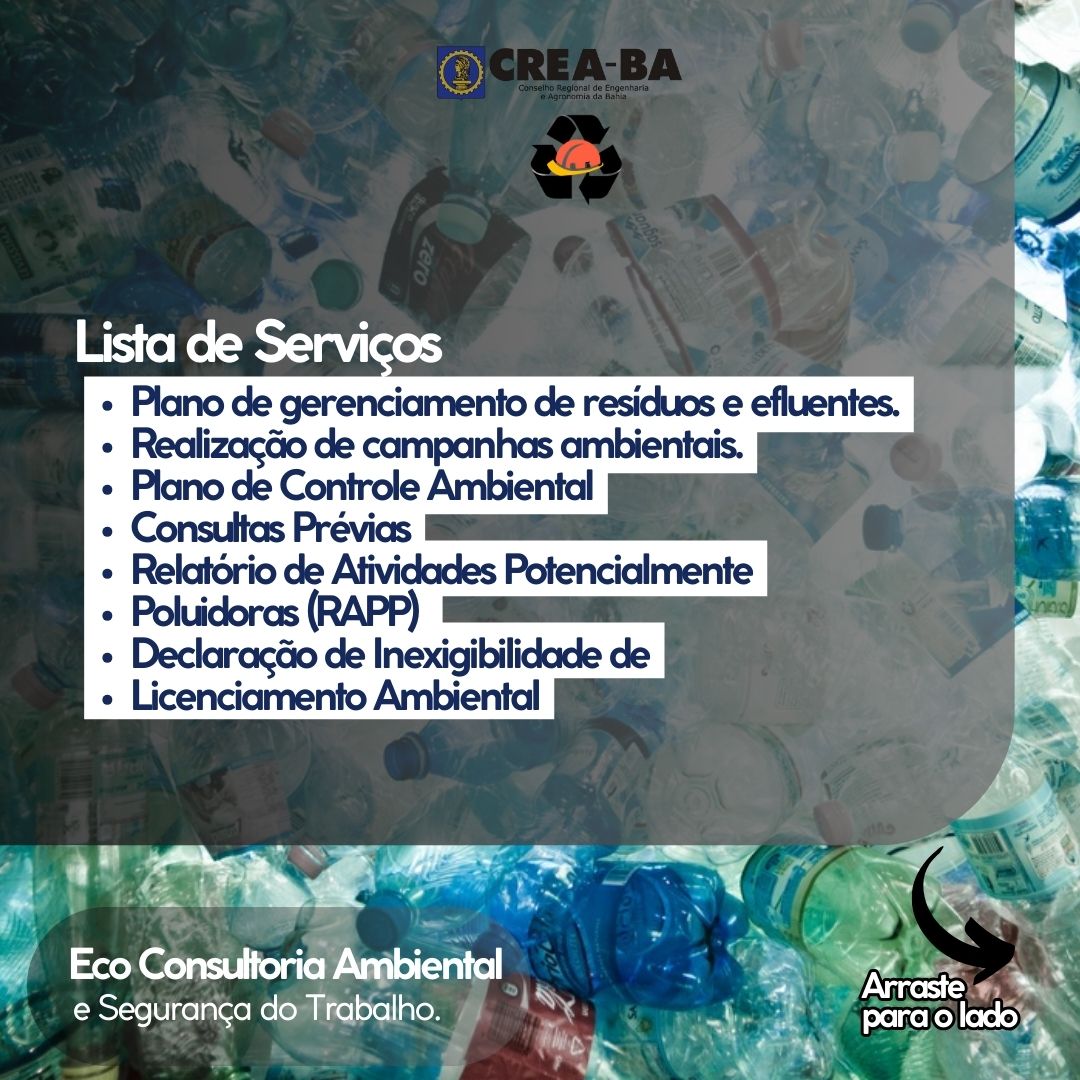 CREA-BA
Conselho Regional de Engenharia
e Agronomia da Bahia
zero
Lista de Serviços
• Plano de gerenciamento de resíduos e efluentes.
• Realização de campanhas ambientais.
• Plano de Controle Ambiental
• Consultas Prévias
• Relatório de Atividades Potencialmente
• Poluidoras (RAPP)
• Declaração de Inexigibilidade de
• Licenciamento Ambiental
Eco Consultoria Ambiental
e Segurança do Trabalho.
Arraste
para o lado